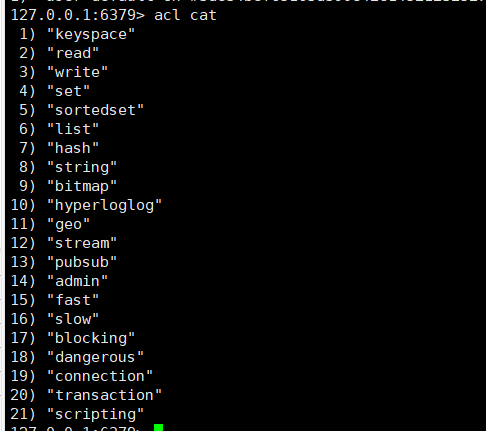 127.0.0.1:6379> acl cat
1) "keyspace"
2) "read"
3) "write"
4) "set"
5) "sortedset"
6) "list"
7) "hash"
8) "string"
9) "bitmap"
10) "hyperloglog"
11) "geo"
12) "stream"
13) "pubsub"
14) "admin"
15) "fast"
16) "slow"
17) "blocking"
18) "dangerous"
19) "connection"
20) "transaction"
21) "scripting"
127.0.0.1:6379>